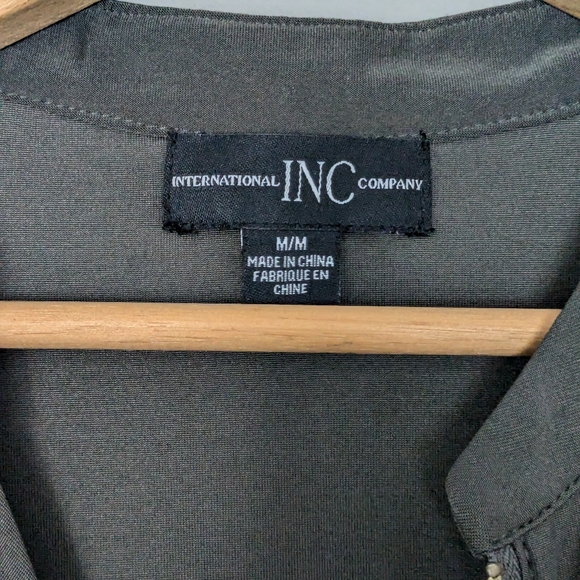 INTERNATIONAL INC COMPANY
M/M
MADE IN CHINA
FABRIQUE EN
CHINE